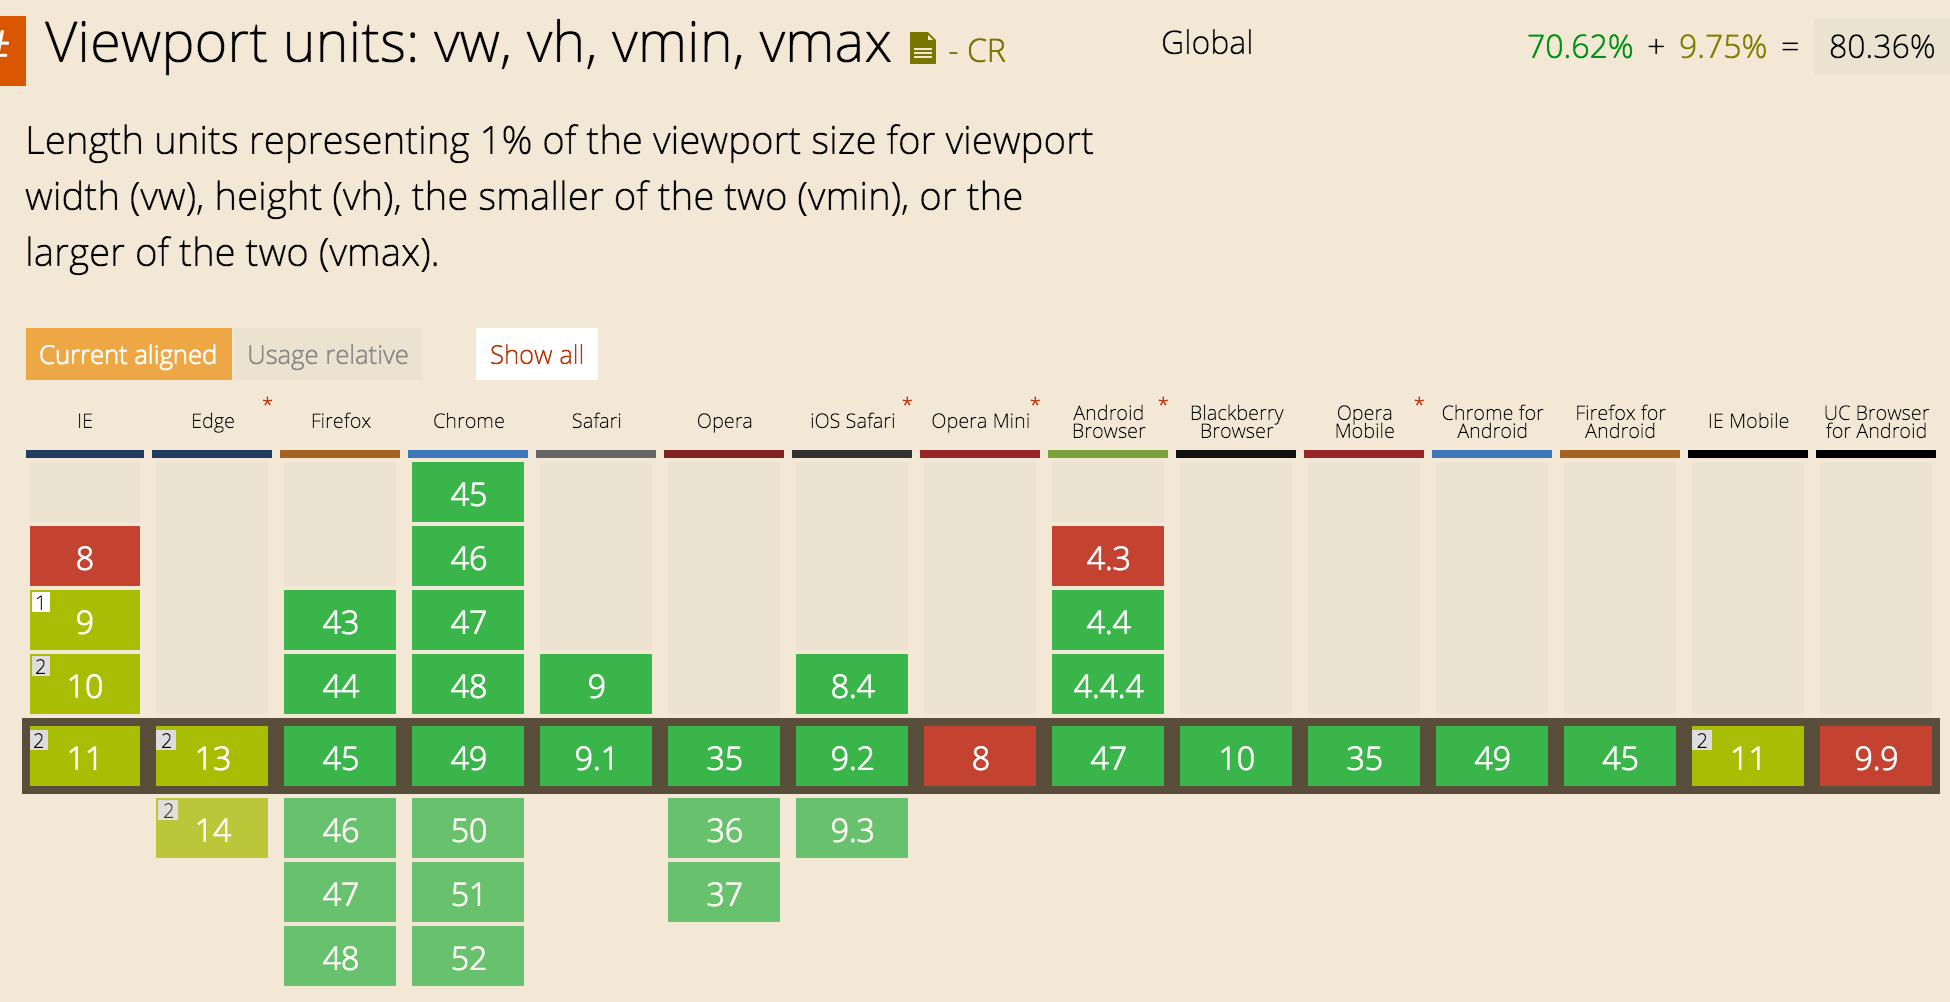 #
Viewport units: vw, vh, vmin, vmax - CR
Global
70.62% + 9.75% = 80.36%
Length units representing 1% of the viewport size for viewport
width (vw), height (vh), the smaller of the two (vmin), or the
larger of the two (vmax).
Current aligned Usage relative Show all
IE Edge * Firefox Chrome Safari Opera iOS Safari * Opera Mini * Android Browser * Blackberry Browser Opera Mobile * Chrome for Android Firefox for Android IE Mobile UC Browser for Android
45
8 46 4.3
1 9 43 47 4.4
2 10 44 48 9 8.4 4.4.4
2 11 2 13 45 49 9.1 35 9.2 8 47 10 35 49 45 2 11 9.9
2 14 46 50 36 9.3
47 51 37
48 52